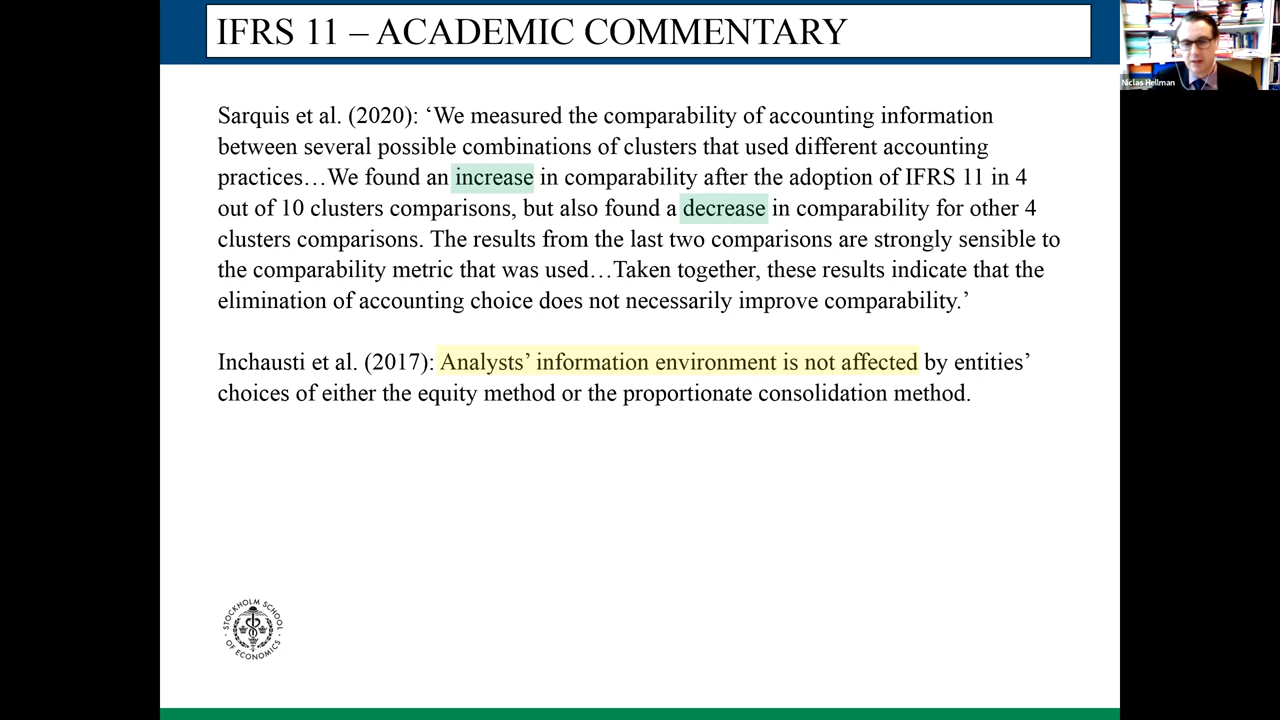 IFRS 11 – ACADEMIC COMMENTARY
Niclas Hellman
Sarquis et al. (2020): ‘We measured the comparability of accounting information
between several possible combinations of clusters that used different accounting
practices…We found an increase in comparability after the adoption of IFRS 11 in 4
out of 10 clusters comparisons, but also found a decrease in comparability for other 4
clusters comparisons. The results from the last two comparisons are strongly sensible to
the comparability metric that was used…Taken together, these results indicate that the
elimination of accounting choice does not necessarily improve comparability.’
Inchausti et al. (2017): Analysts’ information environment is not affected by entities’
choices of either the equity method or the proportionate consolidation method.
STOCKHOLM SCHOOL
OF ECONOMICS